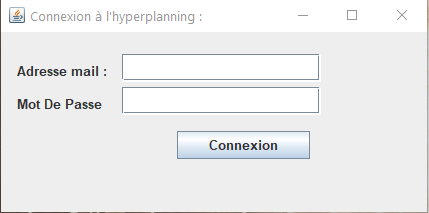 Connexion à l'hyperplanning :
Adresse mail :
Mot De Passe
Connexion